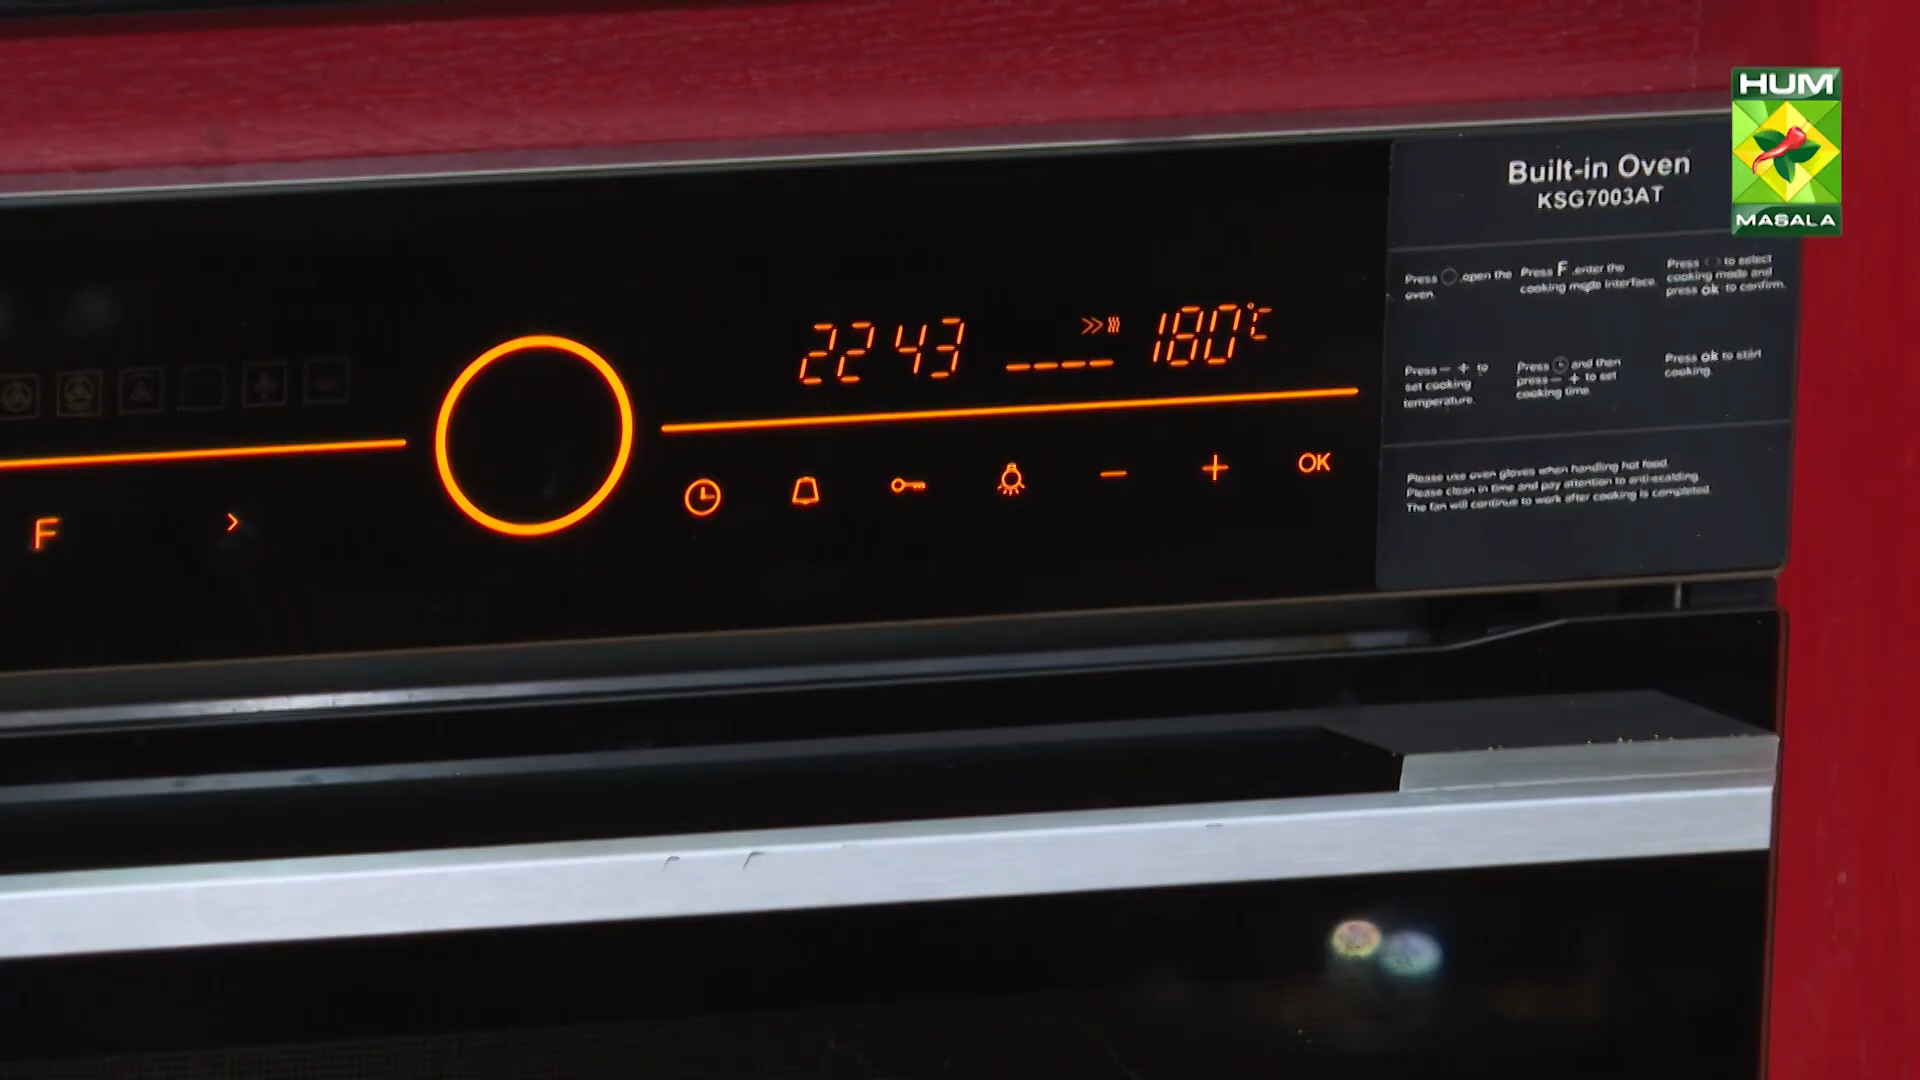 HUM
MASALA
Built-in Oven
KSG7003AT
Press open the oven.
Press F enter the cooking mode interface.
Press to select cooking mode and press ok to confirm.
Press － ＋ to set cooking temperature.
Press and then press － ＋ to set cooking time.
Press ok to start cooking.
Please use oven gloves when handling hot food.
Please clean in time and pay attention to anti-scalding.
The fan will continue to work after cooking is completed.
22 43
180°C
F >
－ ＋ OK